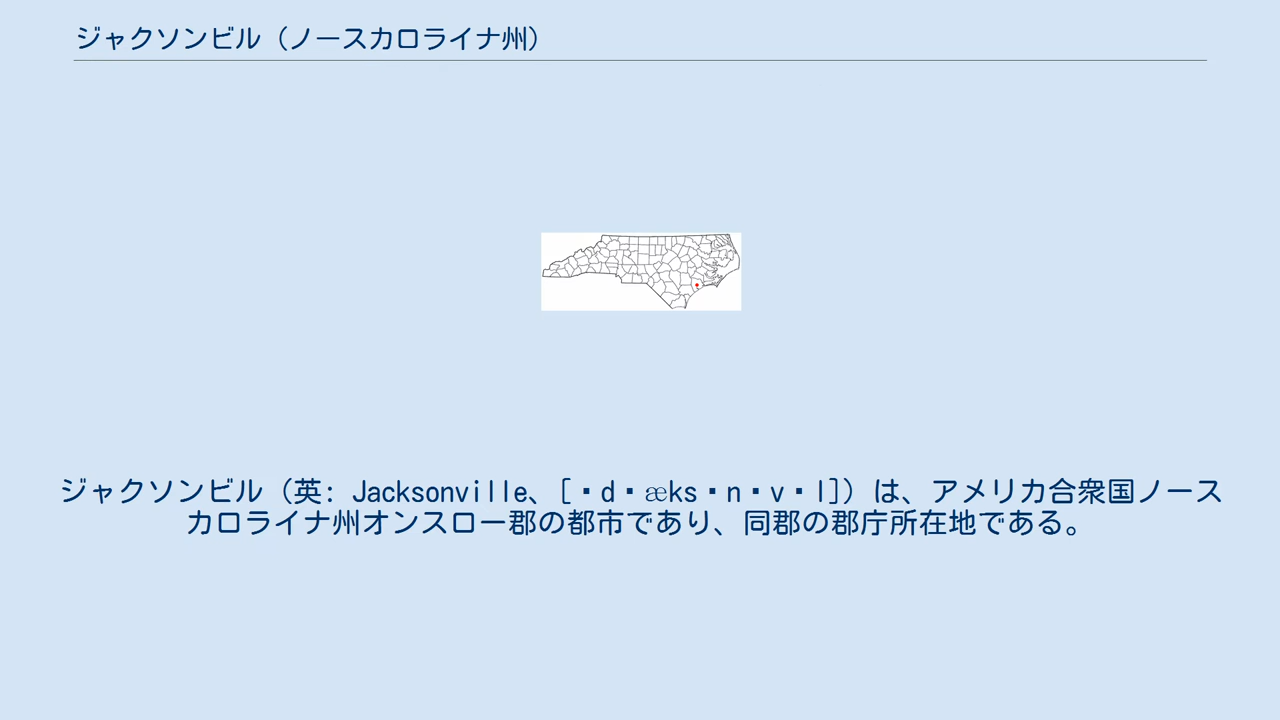 ジャクソンビル（ノースカロライナ州）
ジャクソンビル（英: Jacksonville、[・d・æks・n・v・l]）は、アメリカ合衆国ノース
カロライナ州オンスロー郡の都市であり、同郡の郡庁所在地である。